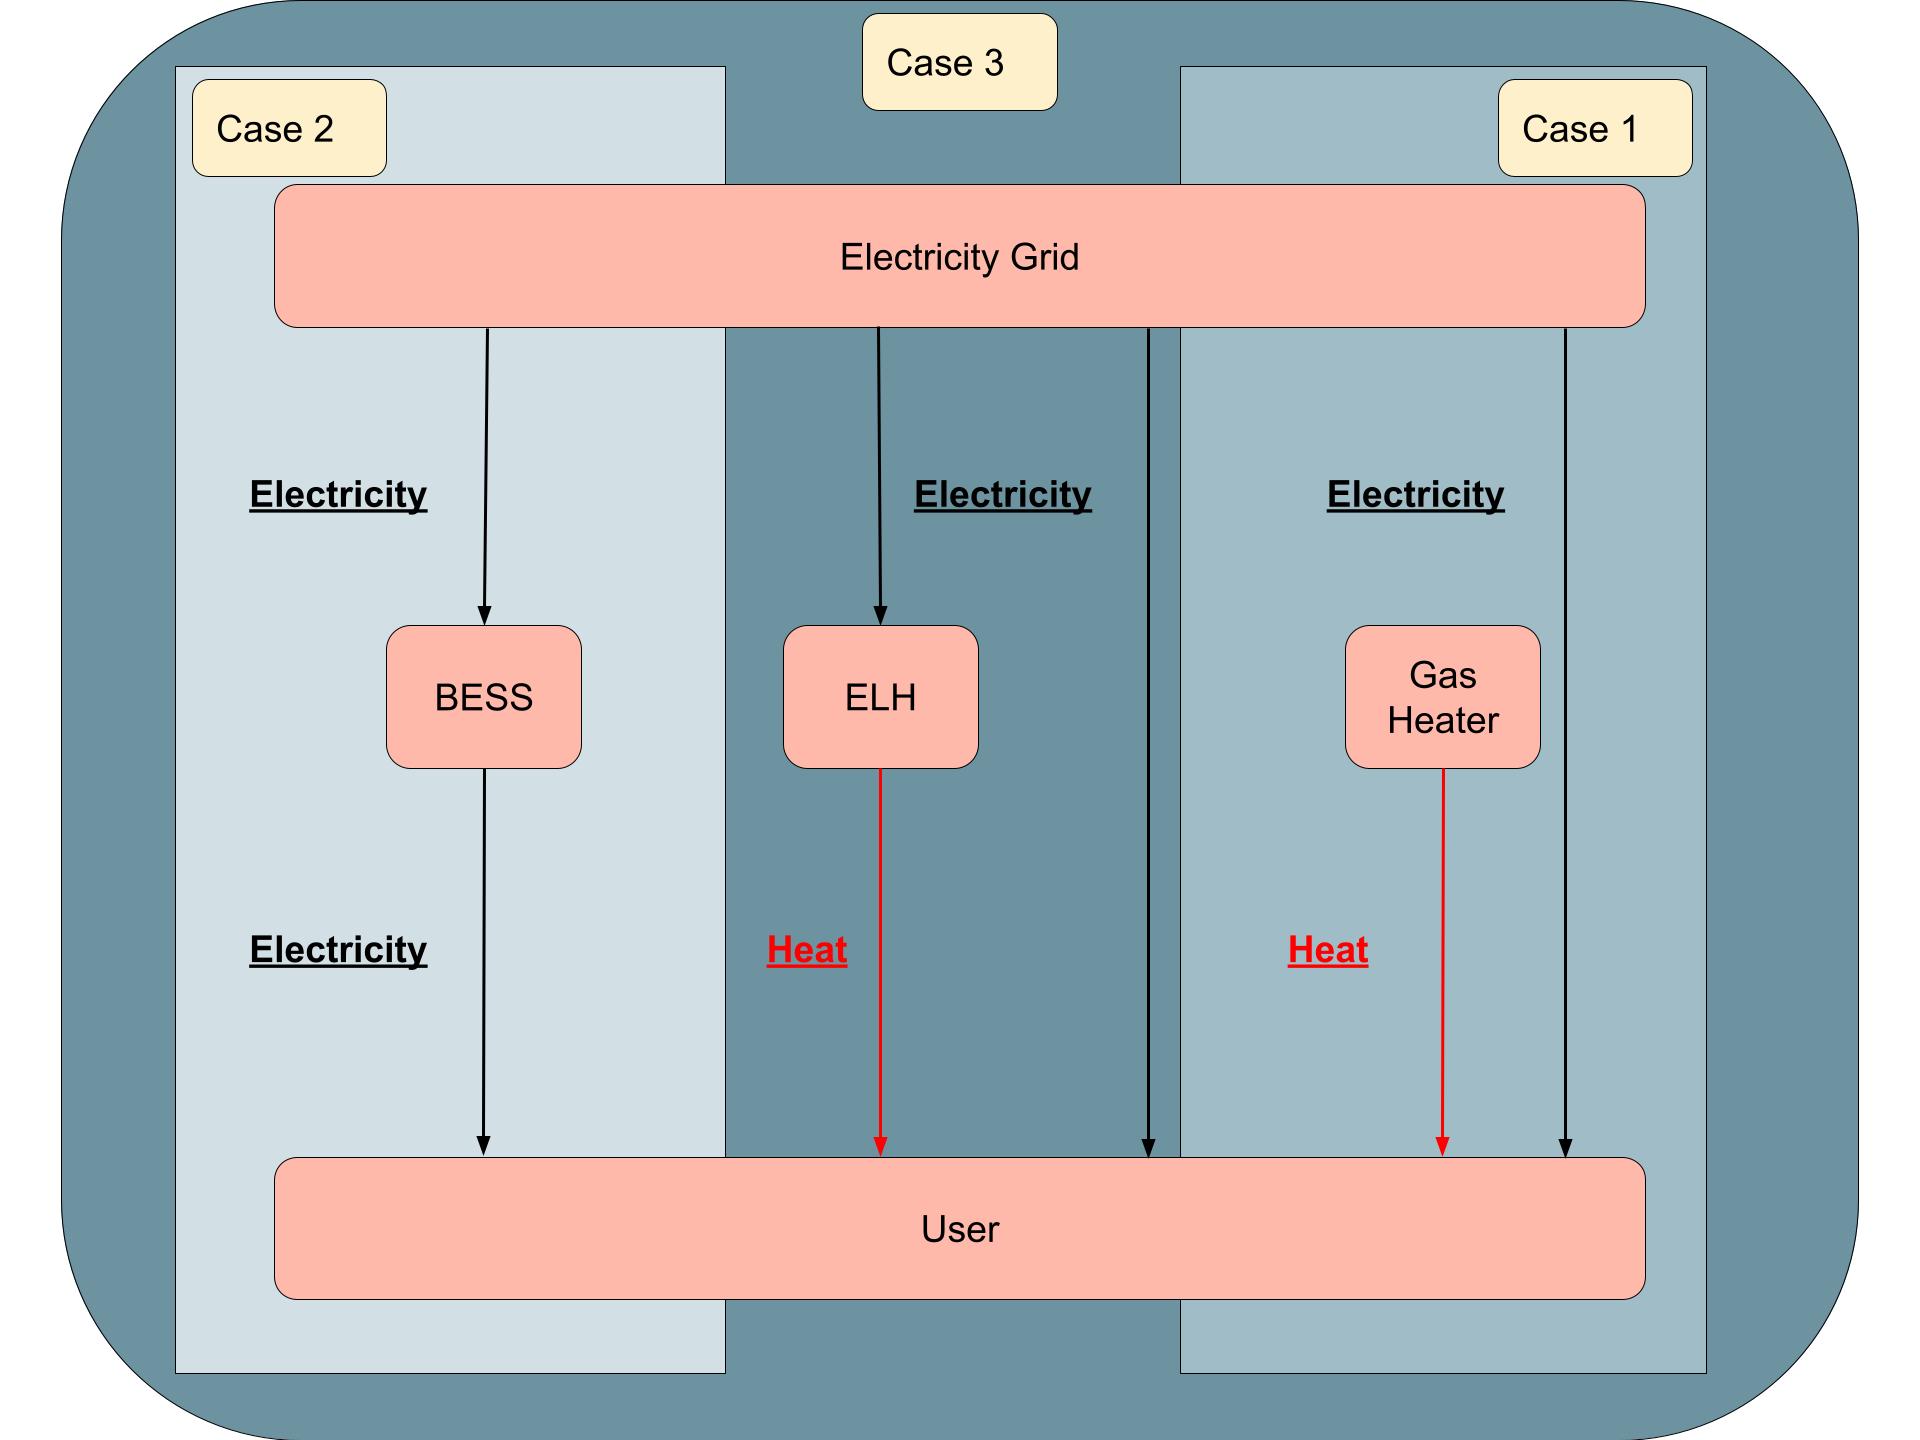 Case 3
Case 2
Case 1
Electricity Grid
Electricity
Electricity
Electricity
BESS
ELH
Gas
Heater
Electricity
Heat
Heat
User